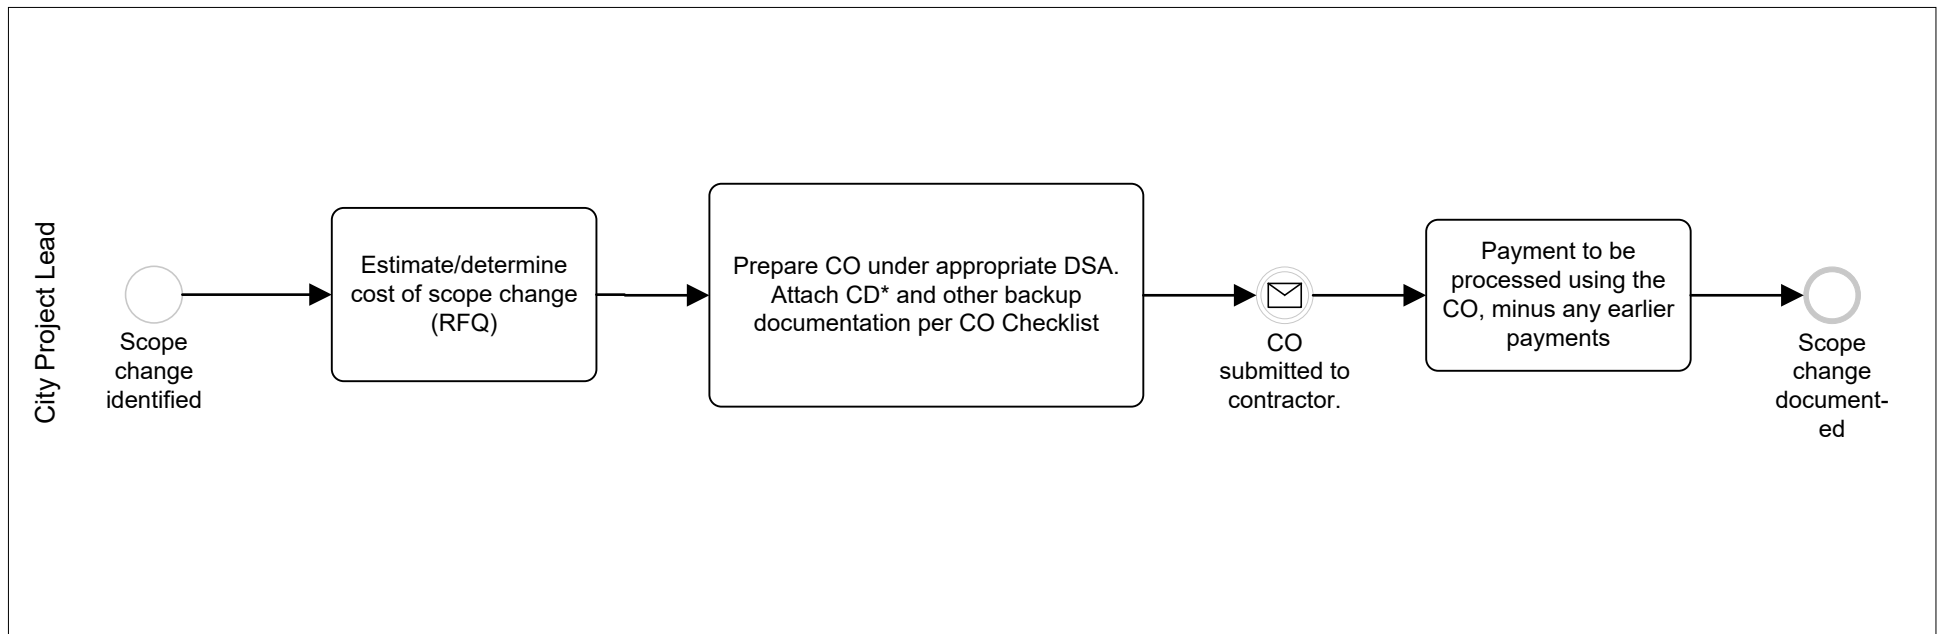 City Project Lead
Scope
change
identified
Estimate/determine
cost of scope change
(RFQ)
Prepare CO under appropriate DSA.
Attach CD* and other backup
documentation per CO Checklist
CO
submitted to
contractor.
Payment to be
processed using the
CO, minus any earlier
payments
Scope
change
document-
ed